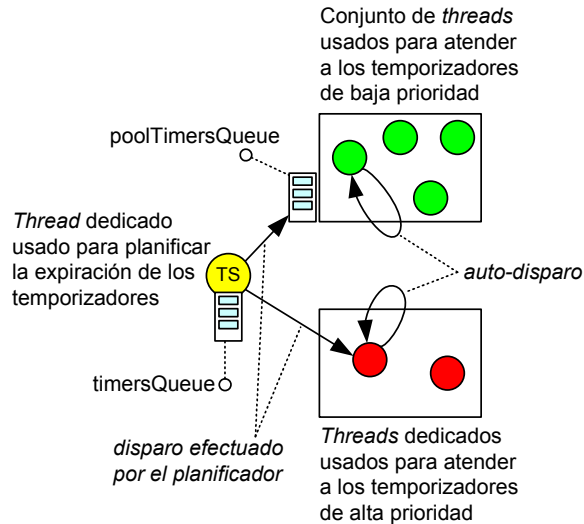 Conjunto de threads
usados para atender
a los temporizadores
de baja prioridad
poolTimersQueue
Thread dedicado
usado para planificar
la expiración de los
temporizadores
TS
auto-disparo
timersQueue
disparo efectuado
por el planificador
Threads dedicados
usados para atender
a los temporizadores
de alta prioridad